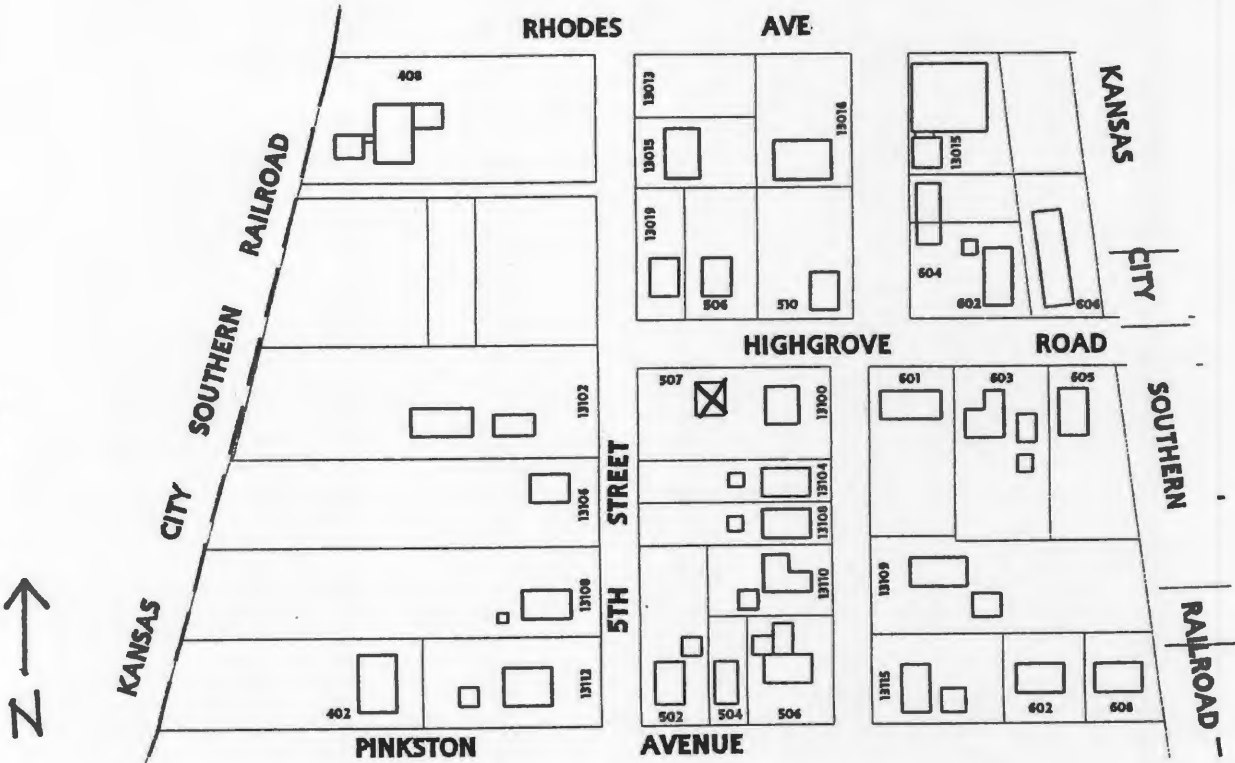 RHODES AVE
408
13013
13015
13016
13015
KANSAS
CITY
SOUTHERN
RAILROAD
13019
506
510
604
602
606
HIGHGROVE ROAD
KANSAS
CITY
SOUTHERN
RAILROAD
507
13100
601
603
605
13102
13104
13106
13108
5TH STREET
13110
13109
13108
13112
402
502
504
506
13115
602
608
PINKSTON AVENUE
Z